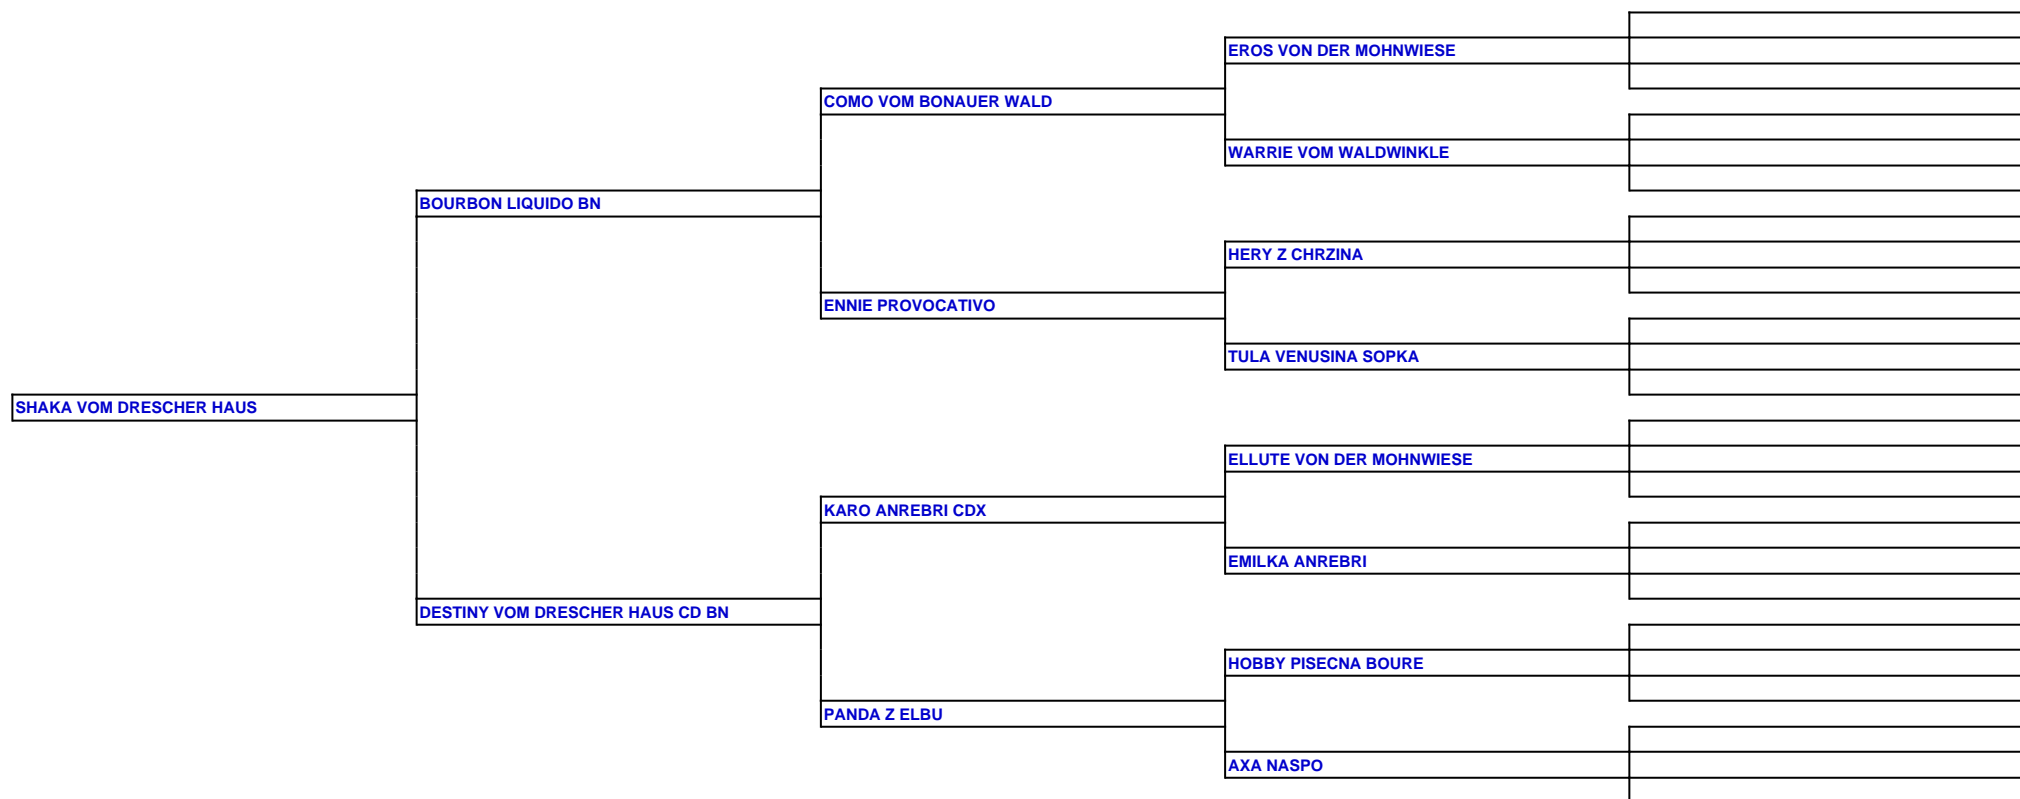 EROS VON DER MOHNWIESE
COMO VOM BONAUER WALD
WARRIE VOM WALDWINKLE
BOURBON LIQUIDO BN
HERY Z CHRZINA
ENNIE PROVOCATIVO
TULA VENUSINA SOPKA
SHAKA VOM DRESCHER HAUS
ELLUTE VON DER MOHNWIESE
KARO ANREBRI CDX
EMILKA ANREBRI
DESTINY VOM DRESCHER HAUS CD BN
HOBBY PISECNA BOURE
PANDA Z ELBU
AXA NASPO